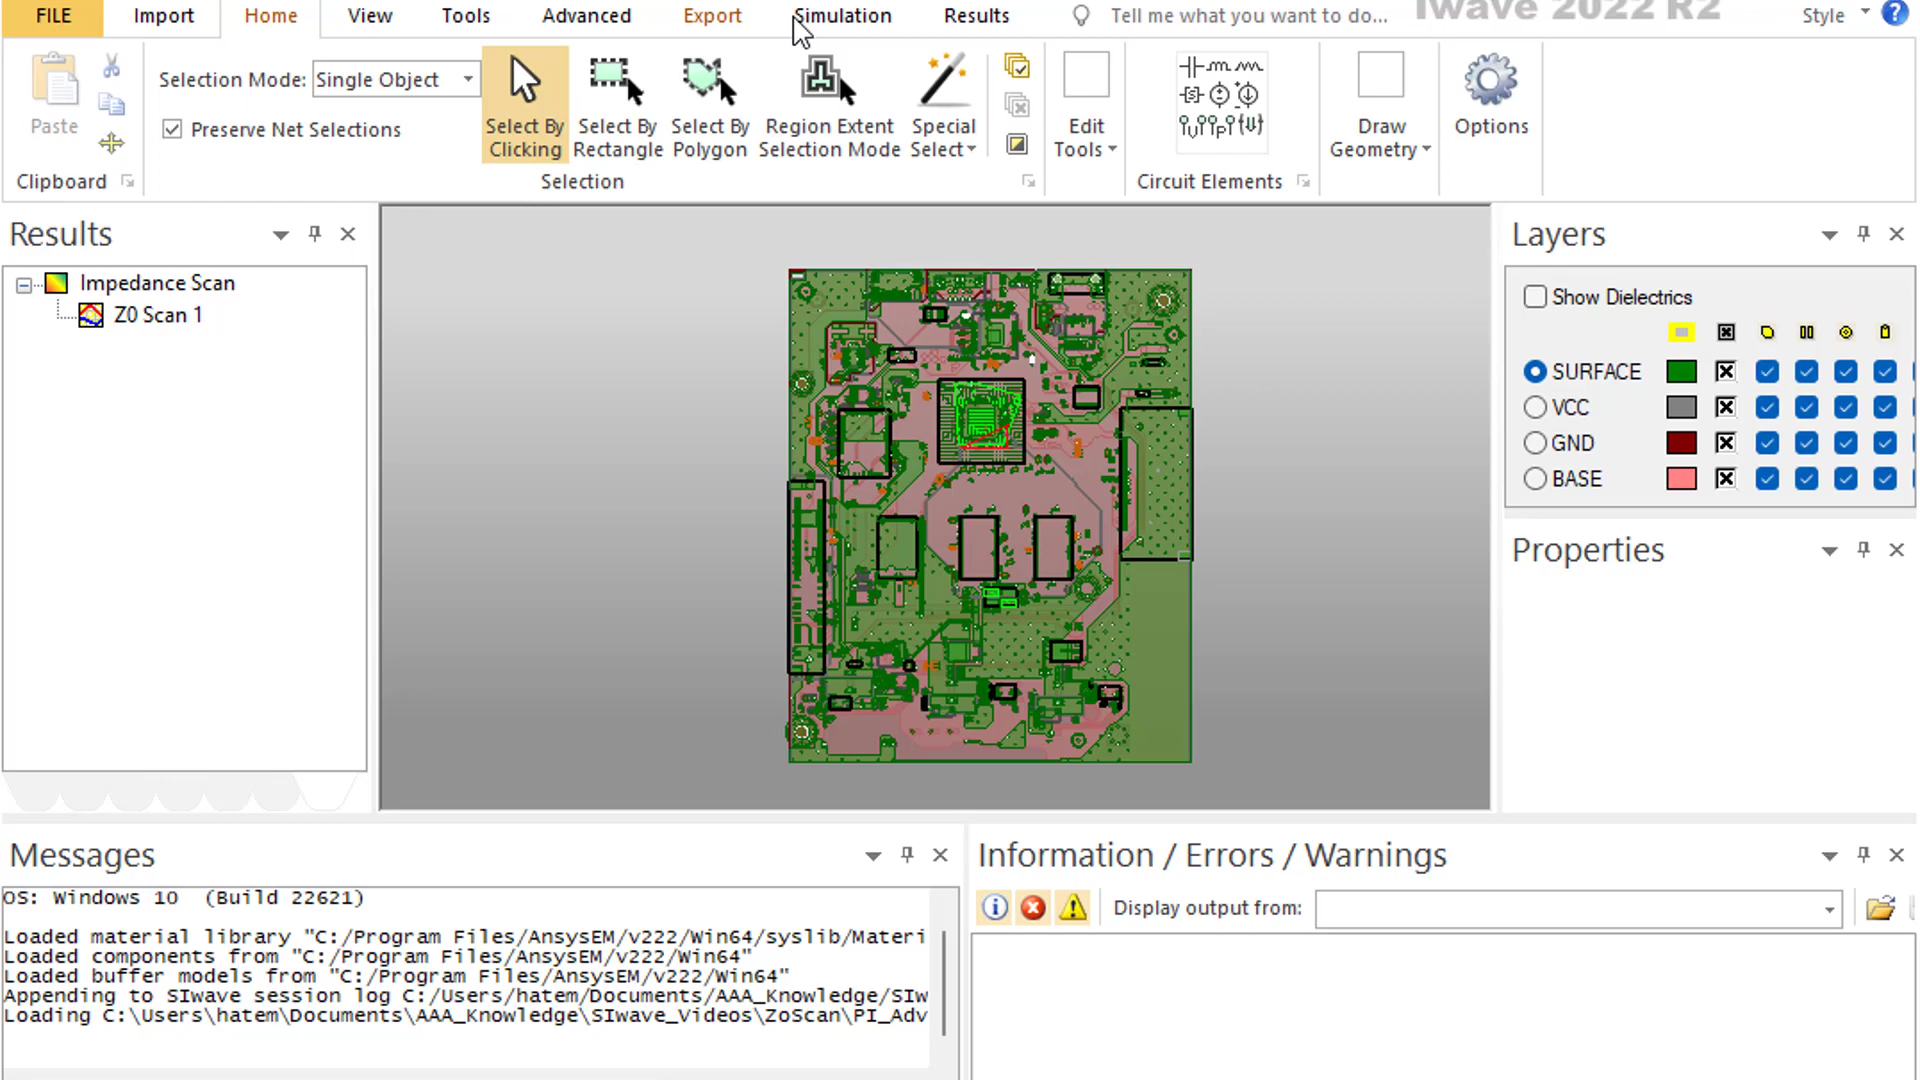 FILE Import Home View Tools Advanced Export Simulation Results Tell me what you want to do... Iwave 2022 R2 Style
Paste
Selection Mode: Single Object
Preserve Net Selections
Select By Clicking
Select By Rectangle
Select By Polygon
Region Extent Selection Mode
Special Select
Edit Tools
Draw Geometry
Options
Clipboard Selection Circuit Elements
Results
Impedance Scan
Z0 Scan 1
Layers
Show Dielectrics
SURFACE
VCC
GND
BASE
Properties
Messages
OS: Windows 10 (Build 22621)
Loaded material library "C:/Program Files/AnsysEM/v222/Win64/syslib/Materi
Loaded components from "C:/Program Files/AnsysEM/v222/Win64"
Loaded buffer models from "C:/Program Files/AnsysEM/v222/Win64"
Appending to SIwave session log C:/Users/hatem/Documents/AAA_Knowledge/SIw
Loading C:\Users\hatem\Documents\AAA_Knowledge\SIwave_Videos\ZoScan\PI_Adv
Information / Errors / Warnings
Display output from: